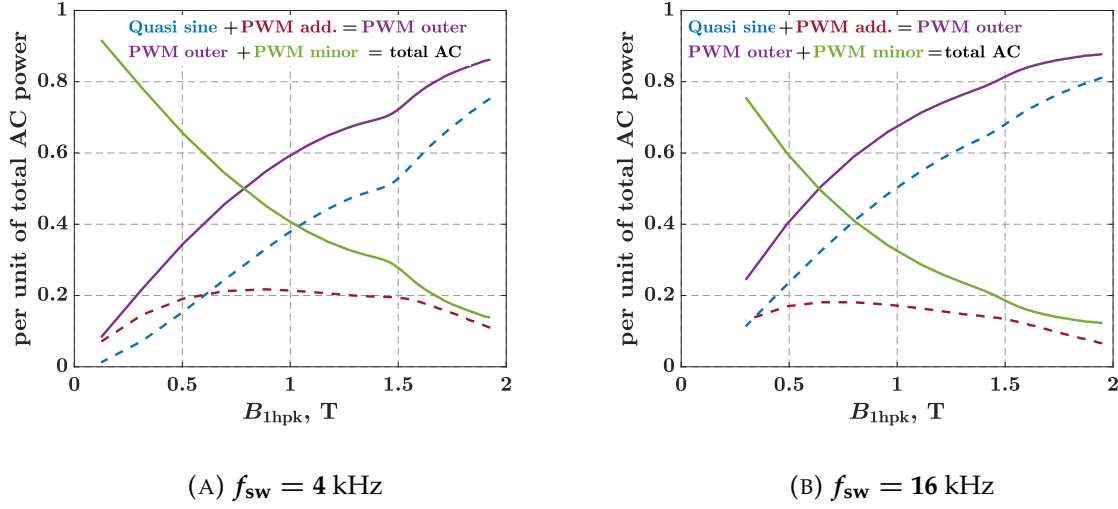 Quasi sine + PWM add. = PWM outer
PWM outer + PWM minor = total AC
per unit of total AC power
1
0.8
0.6
0.4
0.2
0
0 0.5 1 1.5 2
B1hpk, T
(A) fsw = 4 kHz
Quasi sine + PWM add. = PWM outer
PWM outer + PWM minor = total AC
per unit of total AC power
1
0.8
0.6
0.4
0.2
0
0 0.5 1 1.5 2
B1hpk, T
(B) fsw = 16 kHz